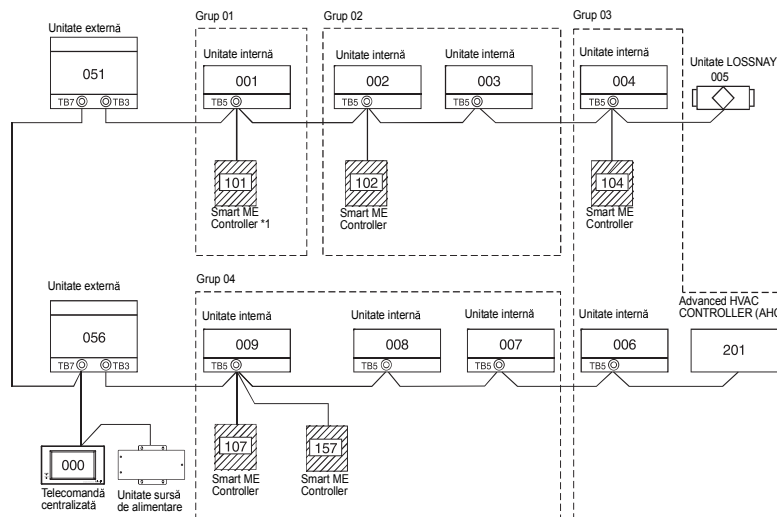 Grup 01
Grup 02
Grup 03
Unitate externă
Unitate internă
Unitate internă
Unitate internă
Unitate internă
Unitate LOSSNAY
051
001
002
003
004
005
TB7
TB3
TB5
TB5
TB5
TB5
101
102
104
Smart ME
Controller *1
Smart ME
Controller
Smart ME
Controller
Grup 04
Unitate externă
Unitate internă
Unitate internă
Unitate internă
Unitate internă
Advanced HVAC
CONTROLLER (AHC
056
009
008
007
006
201
TB7
TB3
TB5
TB5
TB5
TB5
107
157
000
Smart ME
Controller
Smart ME
Controller
Telecomandă
centralizată
Unitate sursă
de alimentare